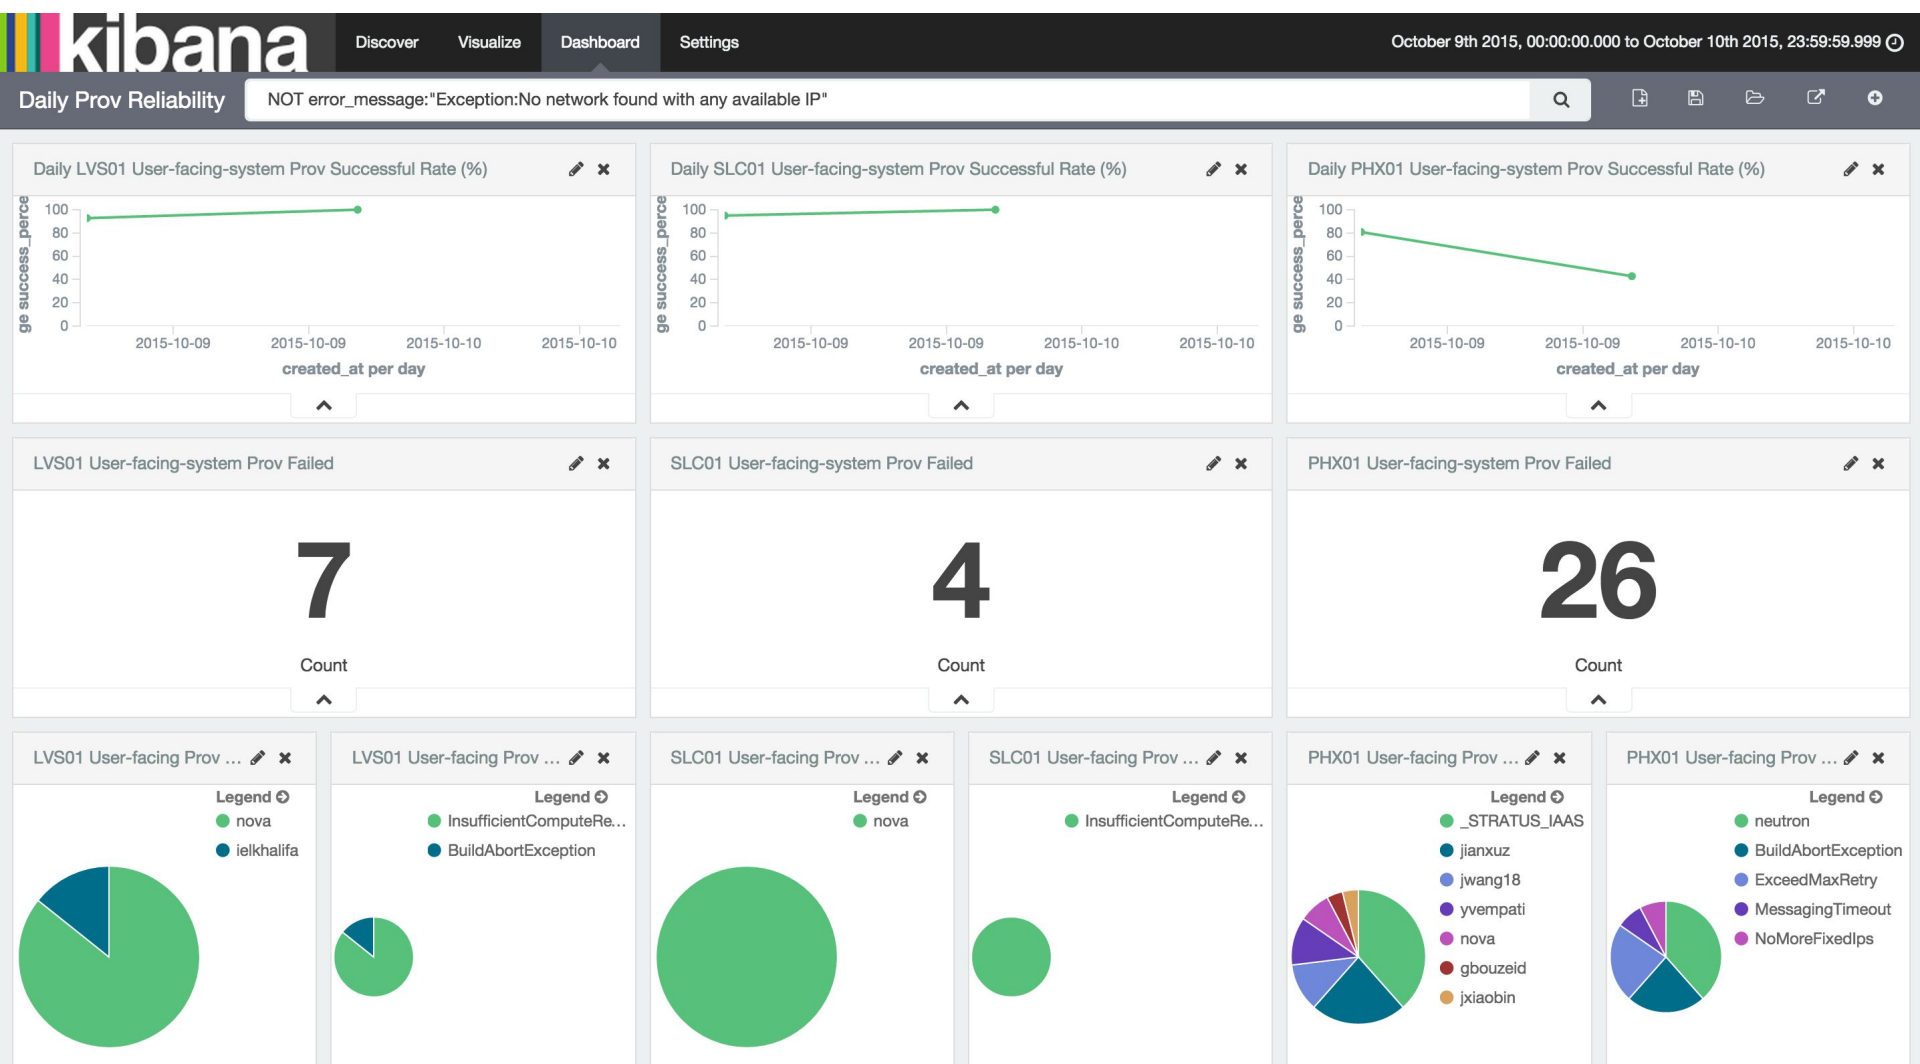 kibana
Discover Visualize Dashboard Settings
October 9th 2015, 00:00:00.000 to October 10th 2015, 23:59:59.999
Daily Prov Reliability
NOT error_message:"Exception:No network found with any available IP"
Daily LVS01 User-facing-system Prov Successful Rate (%)
ge success_perce
100
80
60
40
20
0
2015-10-09 2015-10-09 2015-10-10 2015-10-10
created_at per day
Daily SLC01 User-facing-system Prov Successful Rate (%)
ge success_perce
100
80
60
40
20
0
2015-10-09 2015-10-09 2015-10-10 2015-10-10
created_at per day
Daily PHX01 User-facing-system Prov Successful Rate (%)
ge success_perce
100
80
60
40
20
0
2015-10-09 2015-10-09 2015-10-10 2015-10-10
created_at per day
LVS01 User-facing-system Prov Failed
7
Count
SLC01 User-facing-system Prov Failed
4
Count
PHX01 User-facing-system Prov Failed
26
Count
LVS01 User-facing Prov ...
Legend
nova
ielkhalifa
LVS01 User-facing Prov ...
Legend
InsufficientComputeRe...
BuildAbortException
SLC01 User-facing Prov ...
Legend
nova
SLC01 User-facing Prov ...
Legend
InsufficientComputeRe...
PHX01 User-facing Prov ...
Legend
_STRATUS_IAAS
jianxuz
jwang18
yvempati
nova
gbouzeid
jxiaobin
PHX01 User-facing Prov ...
Legend
neutron
BuildAbortException
ExceedMaxRetry
MessagingTimeout
NoMoreFixedIps